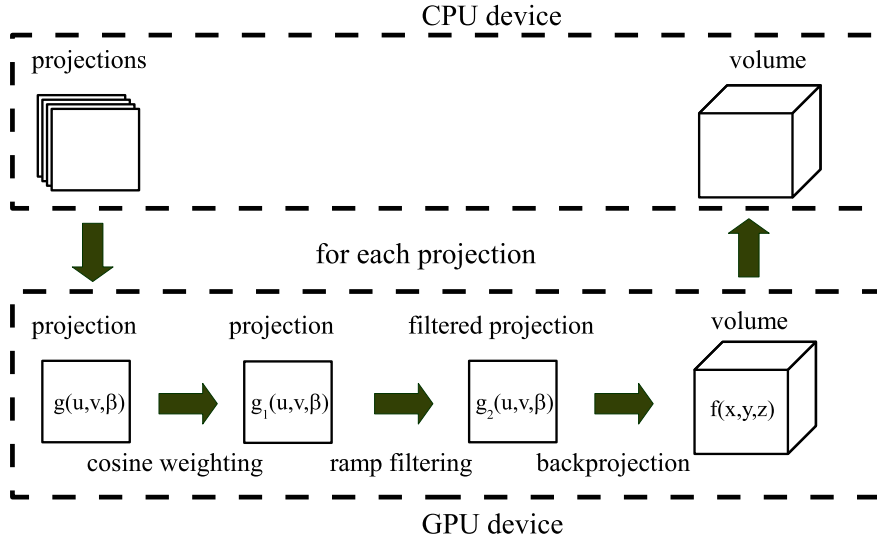 CPU device
projections
volume
for each projection
projection
projection
filtered projection
volume
g(u,v,β)
g₁(u,v,β)
g₂(u,v,β)
f(x,y,z)
cosine weighting
ramp filtering
backprojection
GPU device